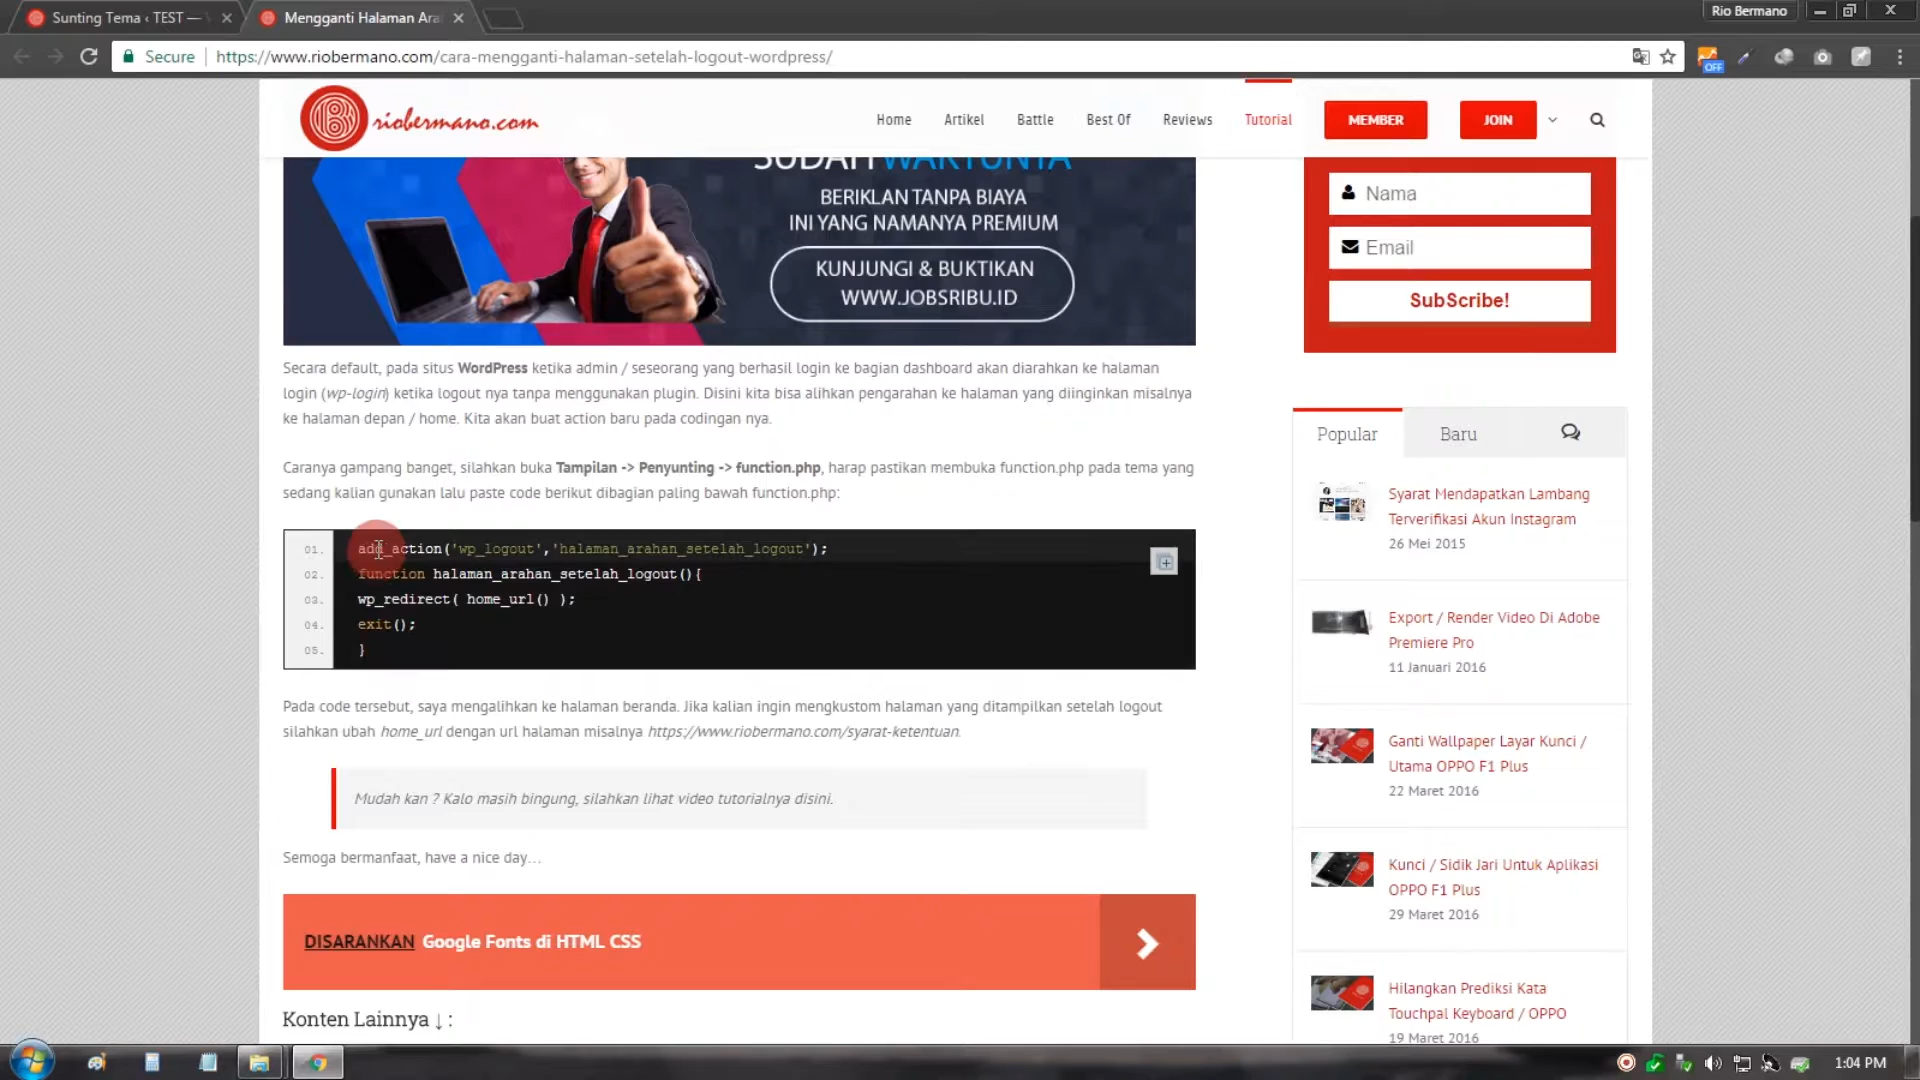 Sunting Tema ‹ TEST —
Mengganti Halaman Ara
Rio Bermano
Secure
https://www.riobermano.com/cara-mengganti-halaman-setelah-logout-wordpress/
OFF
riobermano.com
Home
Artikel
Battle
Best Of
Reviews
Tutorial
MEMBER
JOIN
SUDAH WAKTUNYA
BERIKLAN TANPA BIAYA
INI YANG NAMANYA PREMIUM
KUNJUNGI & BUKTIKAN
WWW.JOBSRIBU.ID
Nama
Email
SubScribe!
Secara default, pada situs WordPress ketika admin / seseorang yang berhasil login ke bagian dashboard akan diarahkan ke halaman
login (wp-login) ketika logout nya tanpa menggunakan plugin. Disini kita bisa alihkan pengarahan ke halaman yang diinginkan misalnya
ke halaman depan / home. Kita akan buat action baru pada codingan nya.
Caranya gampang banget, silahkan buka Tampilan -> Penyunting -> function.php, harap pastikan membuka function.php pada tema yang
sedang kalian gunakan lalu paste code berikut dibagian paling bawah function.php:
01. add_action('wp_logout','halaman_arahan_setelah_logout');
02. function halaman_arahan_setelah_logout(){
03. wp_redirect( home_url() );
04. exit();
05. }
Pada code tersebut, saya mengalihkan ke halaman beranda. Jika kalian ingin mengkustom halaman yang ditampilkan setelah logout
silahkan ubah home_url dengan url halaman misalnya https://www.riobermano.com/syarat-ketentuan.
Mudah kan ? Kalo masih bingung, silahkan lihat video tutorialnya disini.
Semoga bermanfaat, have a nice day…
DISARANKAN Google Fonts di HTML CSS
Konten Lainnya ↓ :
Popular
Baru
Syarat Mendapatkan Lambang
Terverifikasi Akun Instagram
26 Mei 2015
Export / Render Video Di Adobe
Premiere Pro
11 Januari 2016
Ganti Wallpaper Layar Kunci /
Utama OPPO F1 Plus
22 Maret 2016
Kunci / Sidik Jari Untuk Aplikasi
OPPO F1 Plus
29 Maret 2016
Hilangkan Prediksi Kata
Touchpal Keyboard / OPPO
19 Maret 2016
1:04 PM